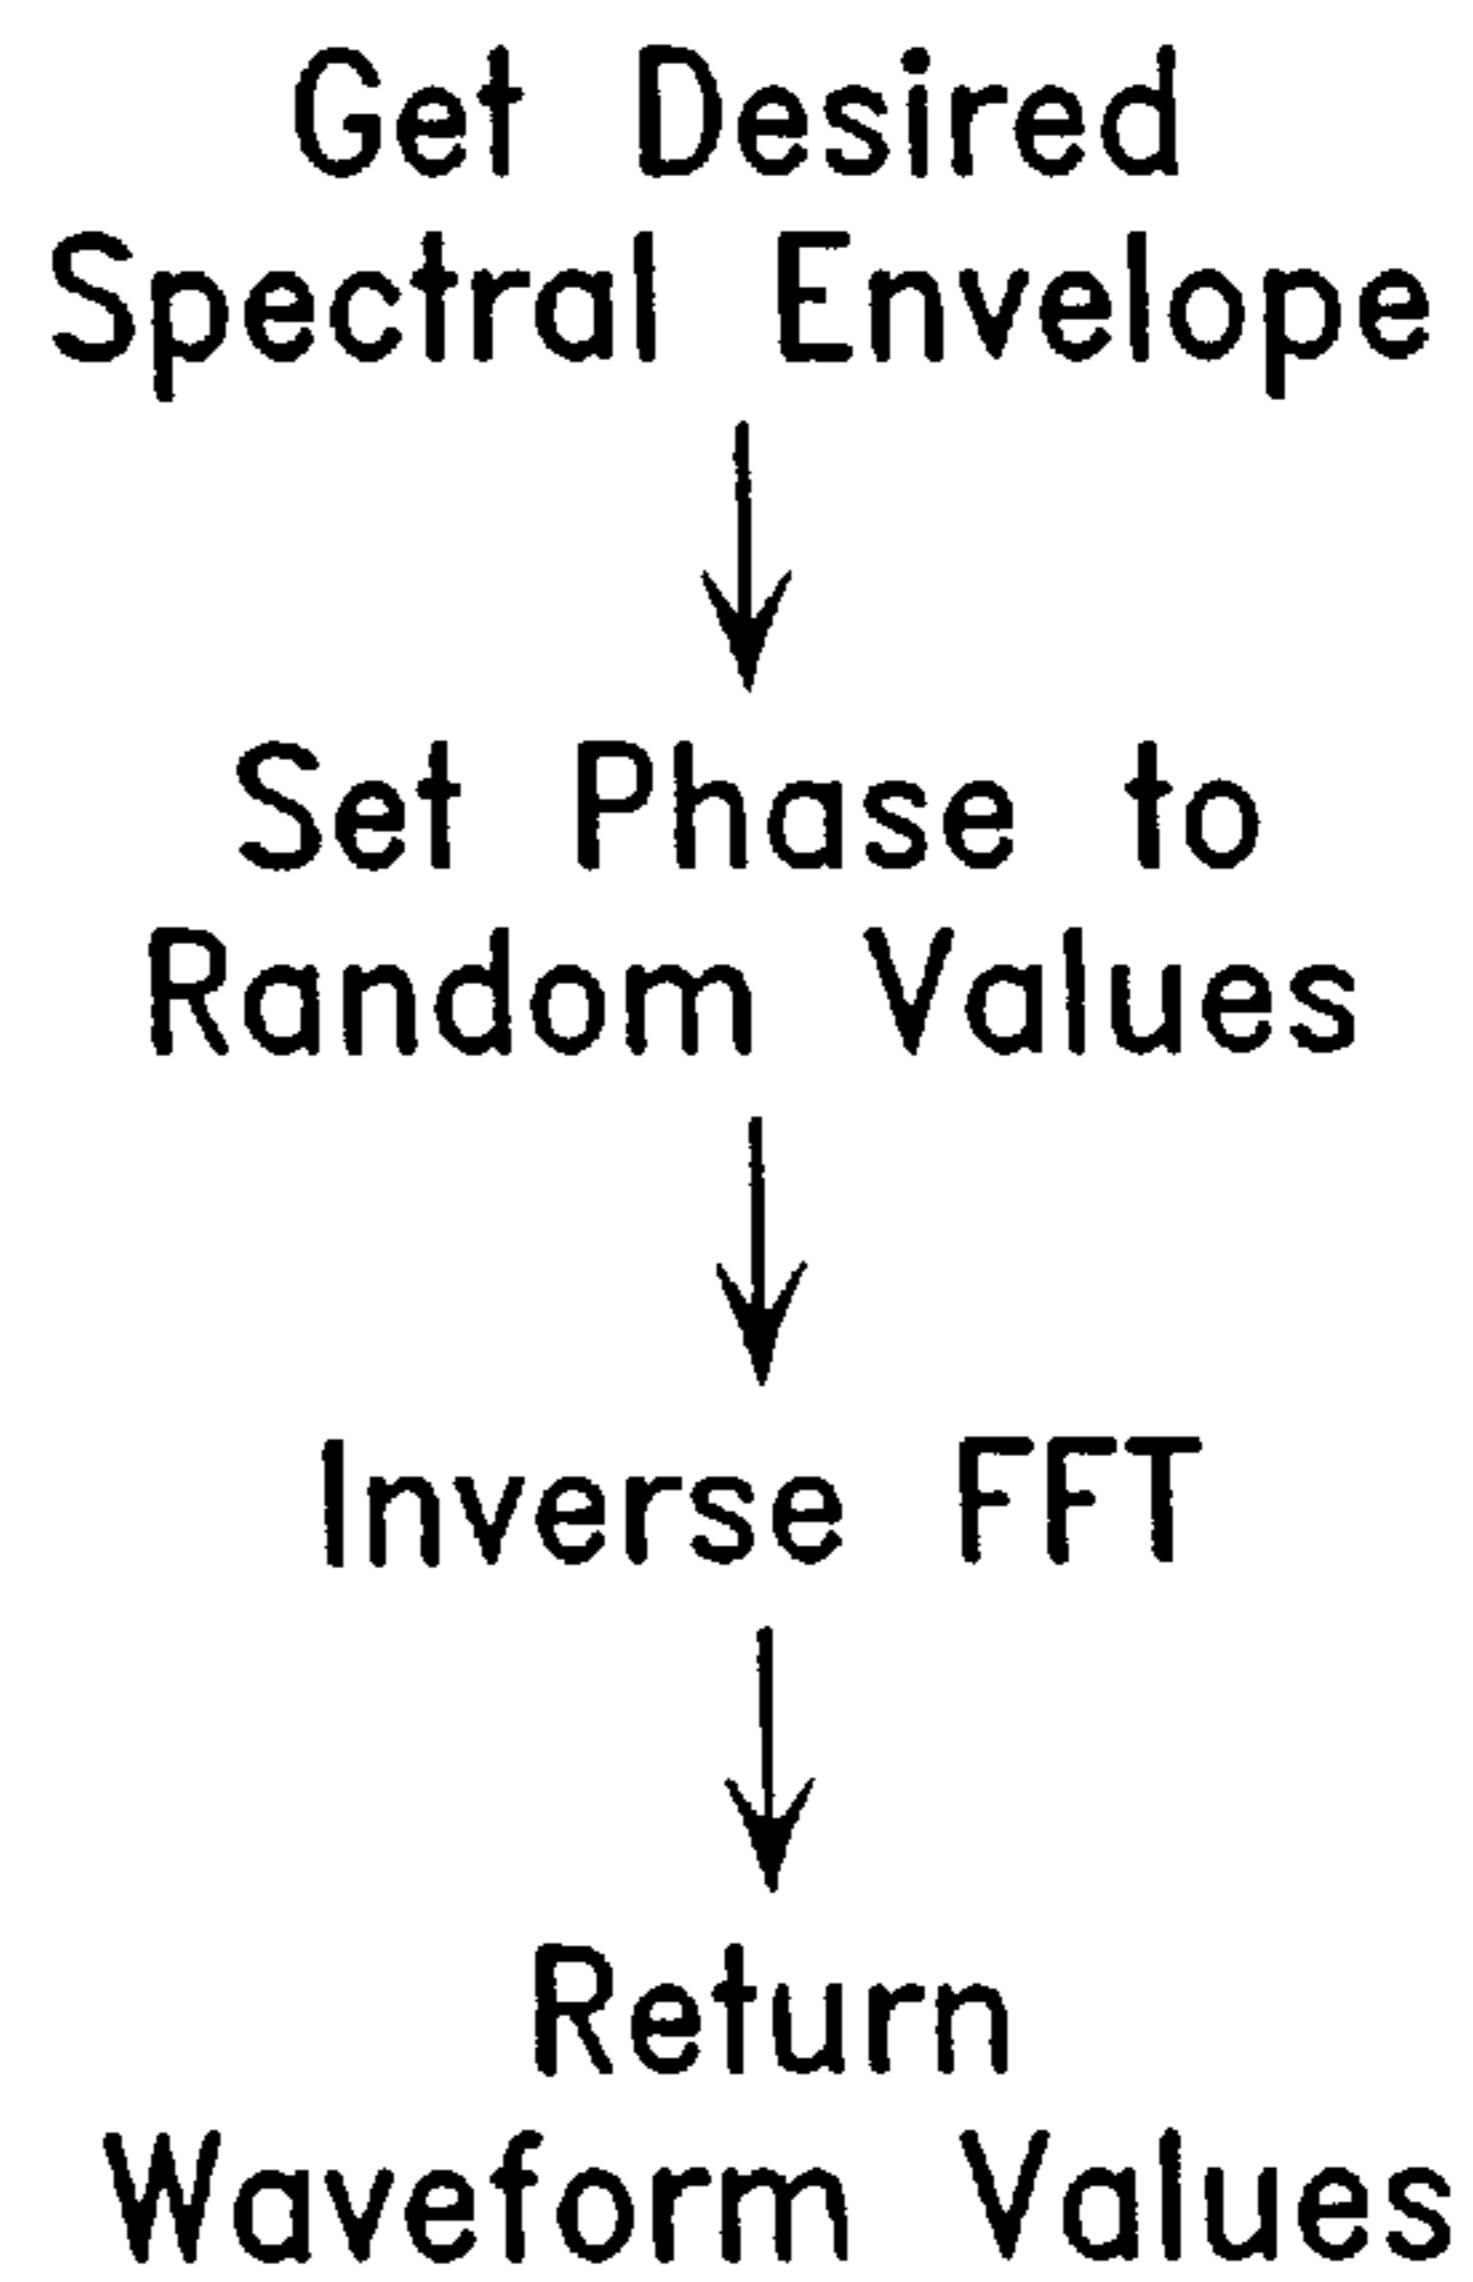 Get Desired
Spectral Envelope
Set Phase to
Random Values
Inverse FFT
Return
Waveform Values